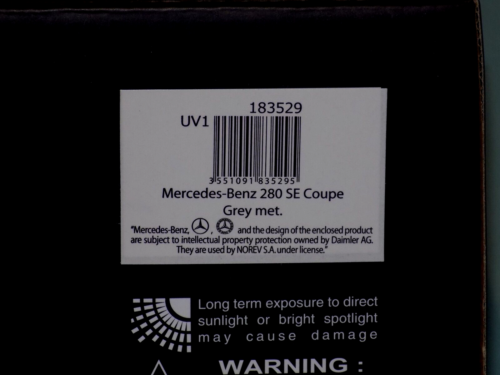 183529
UV1
3 551091 835295
Mercedes-Benz 280 SE Coupe
Grey met.
"Mercedes-Benz, , and the design of the enclosed product
are subject to intellectual property protection owned by Daimler AG.
They are used by NOREV S.A. under license."
Long term exposure to direct
sunlight or bright spotlight
may cause damage
WARNING :